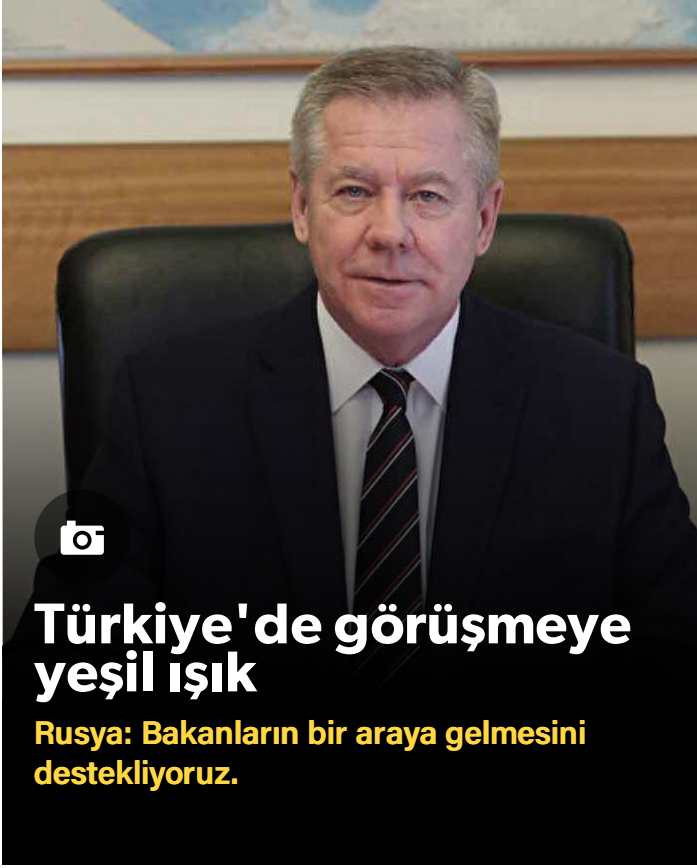 Türkiye'de görüşmeye
yeşil ışık
Rusya: Bakanların bir araya gelmesini
destekliyoruz.